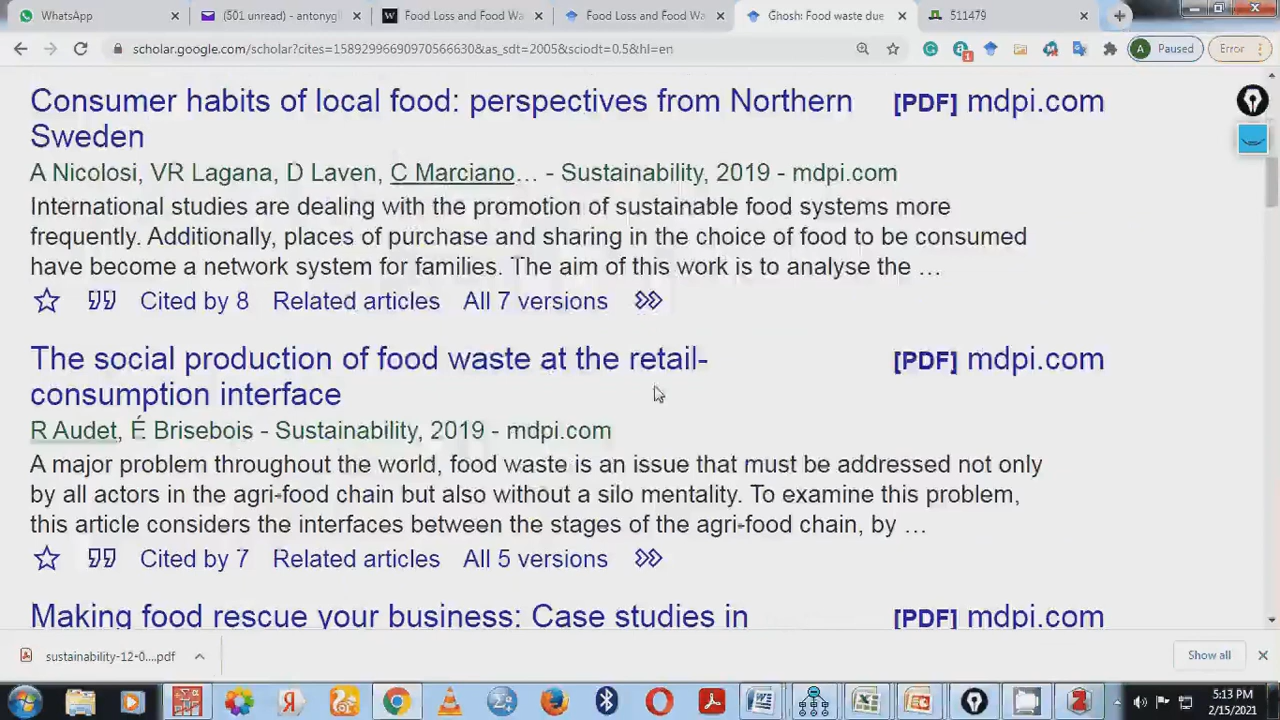 WhatsApp
(501 unread) - antonygl
Food Loss and Food Wa
Food Loss and Food Wa
Ghosh: Food waste due
511479
scholar.google.com/scholar?cites=15892996690970566630&as_sdt=2005&sciodt=0,5&hl=en
1
A
Paused
Error
Consumer habits of local food: perspectives from Northern
Sweden
[PDF] mdpi.com
A Nicolosi, VR Lagana, D Laven, C Marciano… - Sustainability, 2019 - mdpi.com
International studies are dealing with the promotion of sustainable food systems more
frequently. Additionally, places of purchase and sharing in the choice of food to be consumed
have become a network system for families. The aim of this work is to analyse the …
Cited by 8 Related articles All 7 versions
The social production of food waste at the retail-
consumption interface
[PDF] mdpi.com
R Audet, É Brisebois - Sustainability, 2019 - mdpi.com
A major problem throughout the world, food waste is an issue that must be addressed not only
by all actors in the agri-food chain but also without a silo mentality. To examine this problem,
this article considers the interfaces between the stages of the agri-food chain, by …
Cited by 7 Related articles All 5 versions
Making food rescue your business: Case studies in
[PDF] mdpi.com
sustainability-12-0....pdf
Show all
5:13 PM
2/15/2021